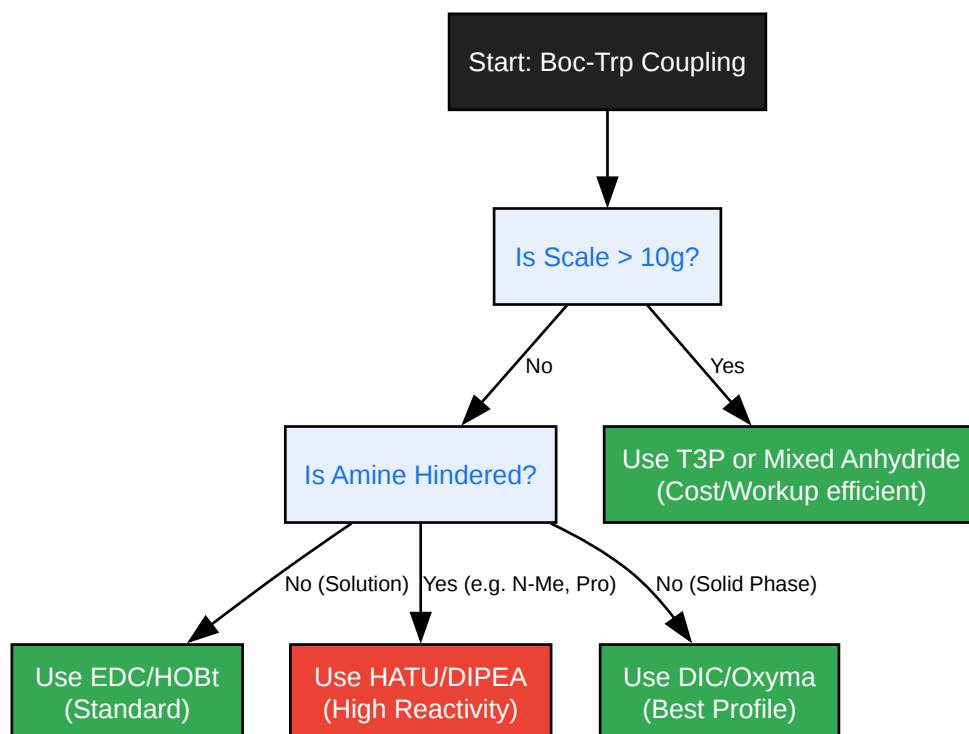 Start: Boc-Trp Coupling
Is Scale > 10g?
No
Yes
Is Amine Hindered?
Use T3P or Mixed Anhydride
(Cost/Workup efficient)
No (Solution)
Yes (e.g. N-Me, Pro)
No (Solid Phase)
Use EDC/HOBt
(Standard)
Use HATU/DIPEA
(High Reactivity)
Use DIC/Oxyma
(Best Profile)